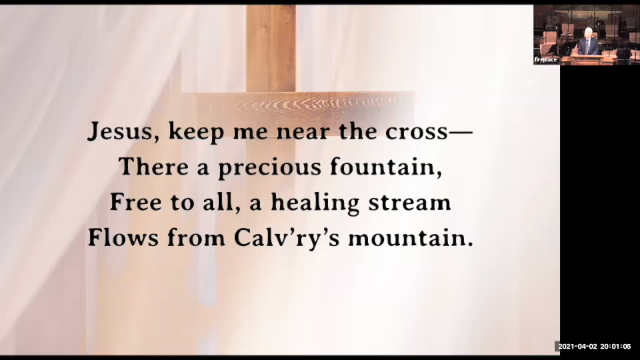 Jesus, keep me near the cross—
There a precious fountain,
Free to all, a healing stream
Flows from Calv’ry’s mountain.
fireplace
2021-04-02 20:01:05